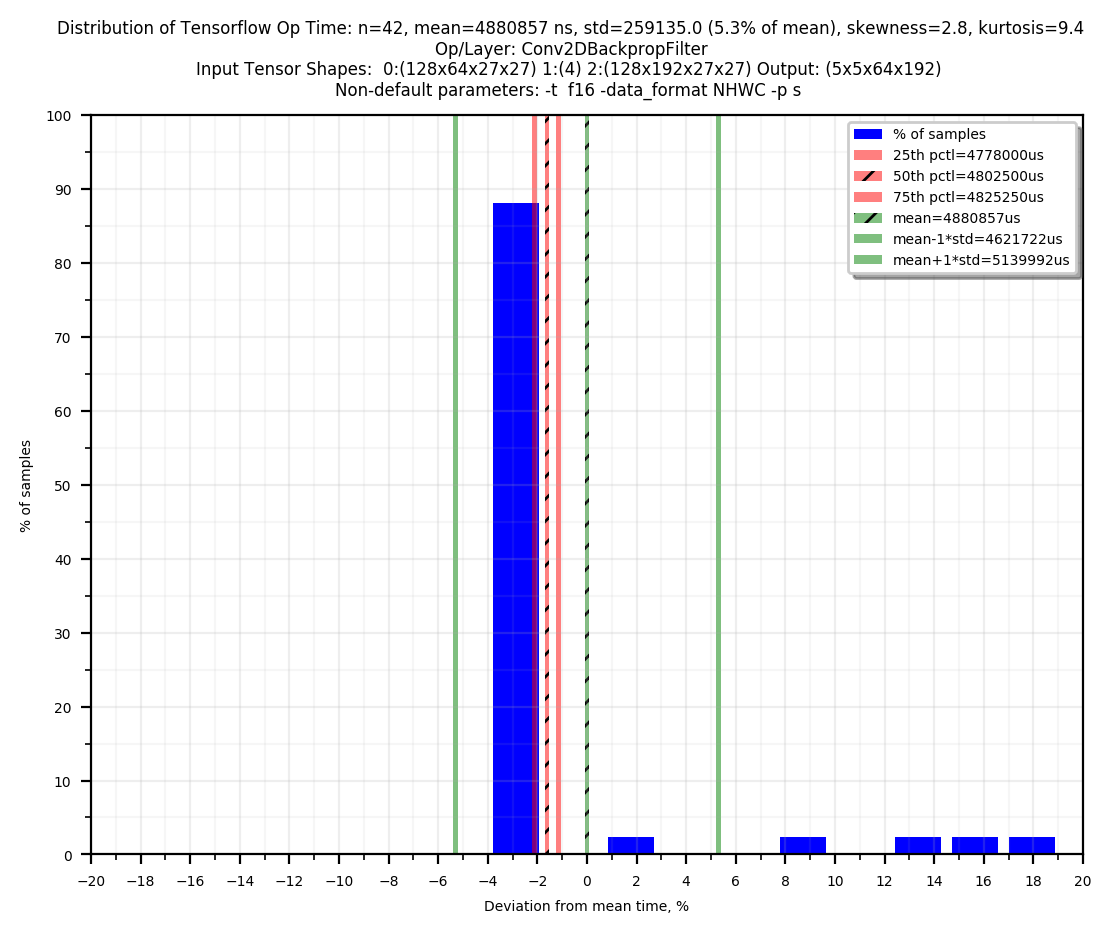 Distribution of Tensorflow Op Time: n=42, mean=4880857 ns, std=259135.0 (5.3% of mean), skewness=2.8, kurtosis=9.4
Op/Layer: Conv2DBackpropFilter
Input Tensor Shapes:  0:(128x64x27x27) 1:(4) 2:(128x192x27x27) Output: (5x5x64x192)
Non-default parameters: -t  f16 -data_format NHWC -p s
% of samples
25th pctl=4778000us
50th pctl=4802500us
75th pctl=4825250us
mean=4880857us
mean-1*std=4621722us
mean+1*std=5139992us
100
90
80
70
60
50
40
30
20
10
0
% of samples
−20 −18 −16 −14 −12 −10 −8 −6 −4 −2 0 2 4 6 8 10 12 14 16 18 20
Deviation from mean time, %